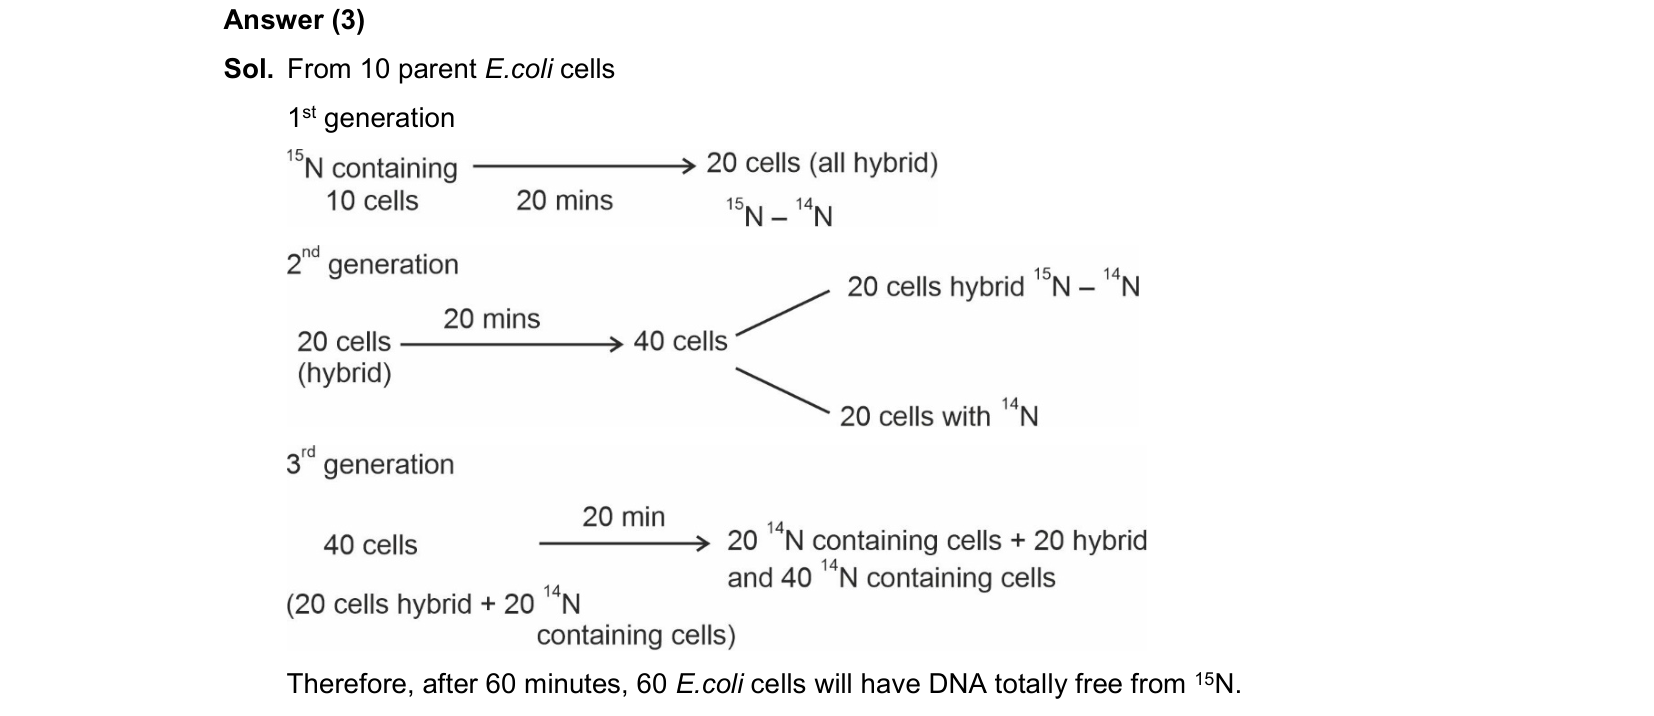 Answer (3)
Sol. From 10 parent E.coli cells
1st generation
15N containing 10 cells
20 mins
20 cells (all hybrid)
15N – 14N
2nd generation
20 cells (hybrid)
20 mins
40 cells
20 cells hybrid 15N – 14N
20 cells with 14N
3rd generation
40 cells
(20 cells hybrid + 20 14N
containing cells)
20 min
20 14N containing cells + 20 hybrid
and 40 14N containing cells
Therefore, after 60 minutes, 60 E.coli cells will have DNA totally free from 15N.